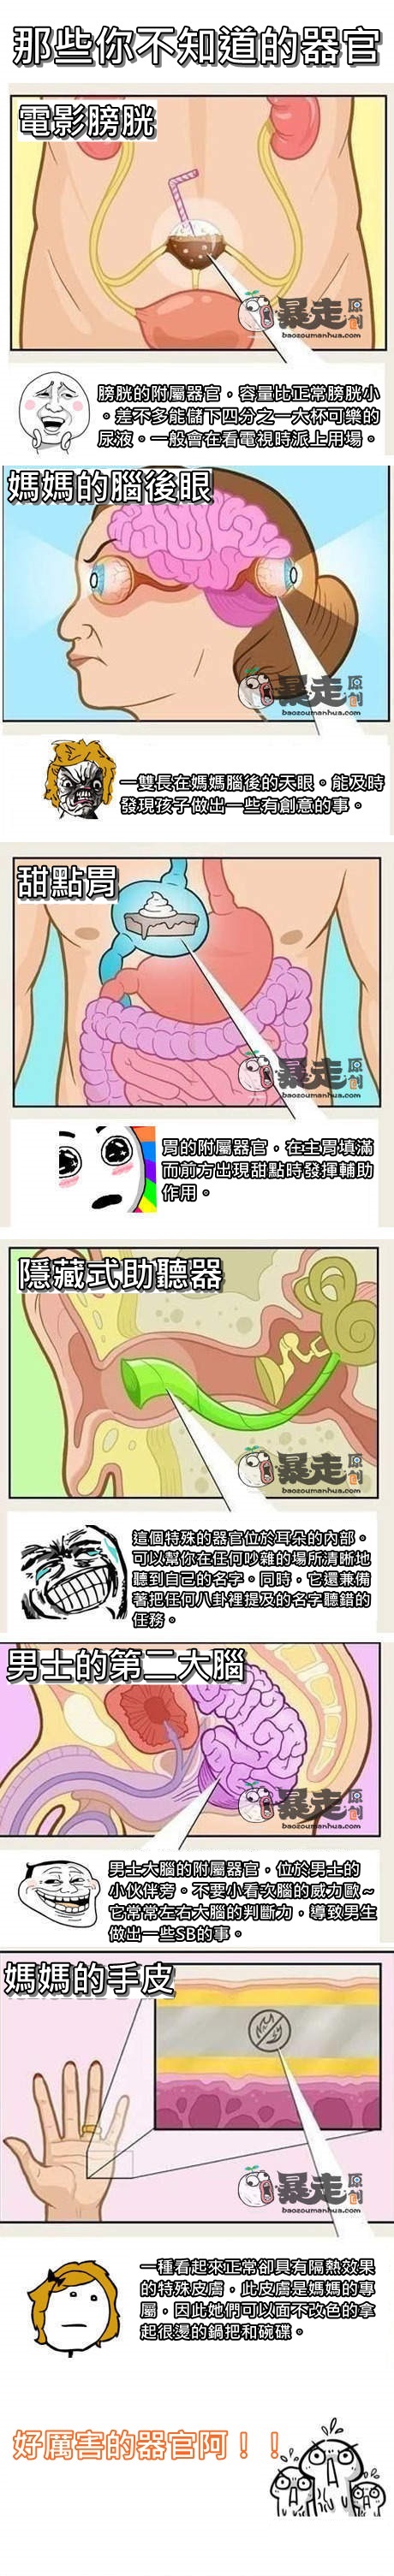 那些你不知道的器官
電影膀胱
暴走原創
baozoumanhua.com
膀胱的附屬器官，容量比正常膀胱小
。差不多能儲下四分之一大杯可樂的
尿液。一般會在看電視時派上用場。
媽媽的腦後眼
暴走原創
baozoumanhua.com
一雙長在媽媽腦後的天眼。能及時
發現孩子做出一些有創意的事。
甜點胃
暴走原創
baozoumanhua.com
胃的附屬器官，在主胃填滿
而前方出現甜點時發揮輔助
作用。
隱藏式助聽器
暴走原創
baozoumanhua.com
這個特殊的器官位於耳朵的內部。
可以幫你在任何吵雜的場所清晰地
聽到自己的名字。同時，它還兼備
著把任何八卦裡提及的名字聽錯的
任務。
男士的第二大腦
暴走原創
baozoumanhua.com
男士大腦的附屬器官，位於男士的
小伙伴旁。不要小看次腦的威力歐~
它常常左右大腦的判斷力，導致男生
做出一些SB的事。
媽媽的手皮
暴走原創
baozoumanhua.com
一種看起來正常卻具有隔熱效果
的特殊皮膚，此皮膚是媽媽的專
屬，因此她們可以面不改色的拿
起很燙的鍋把和碗碟。
好厲害的器官阿！！